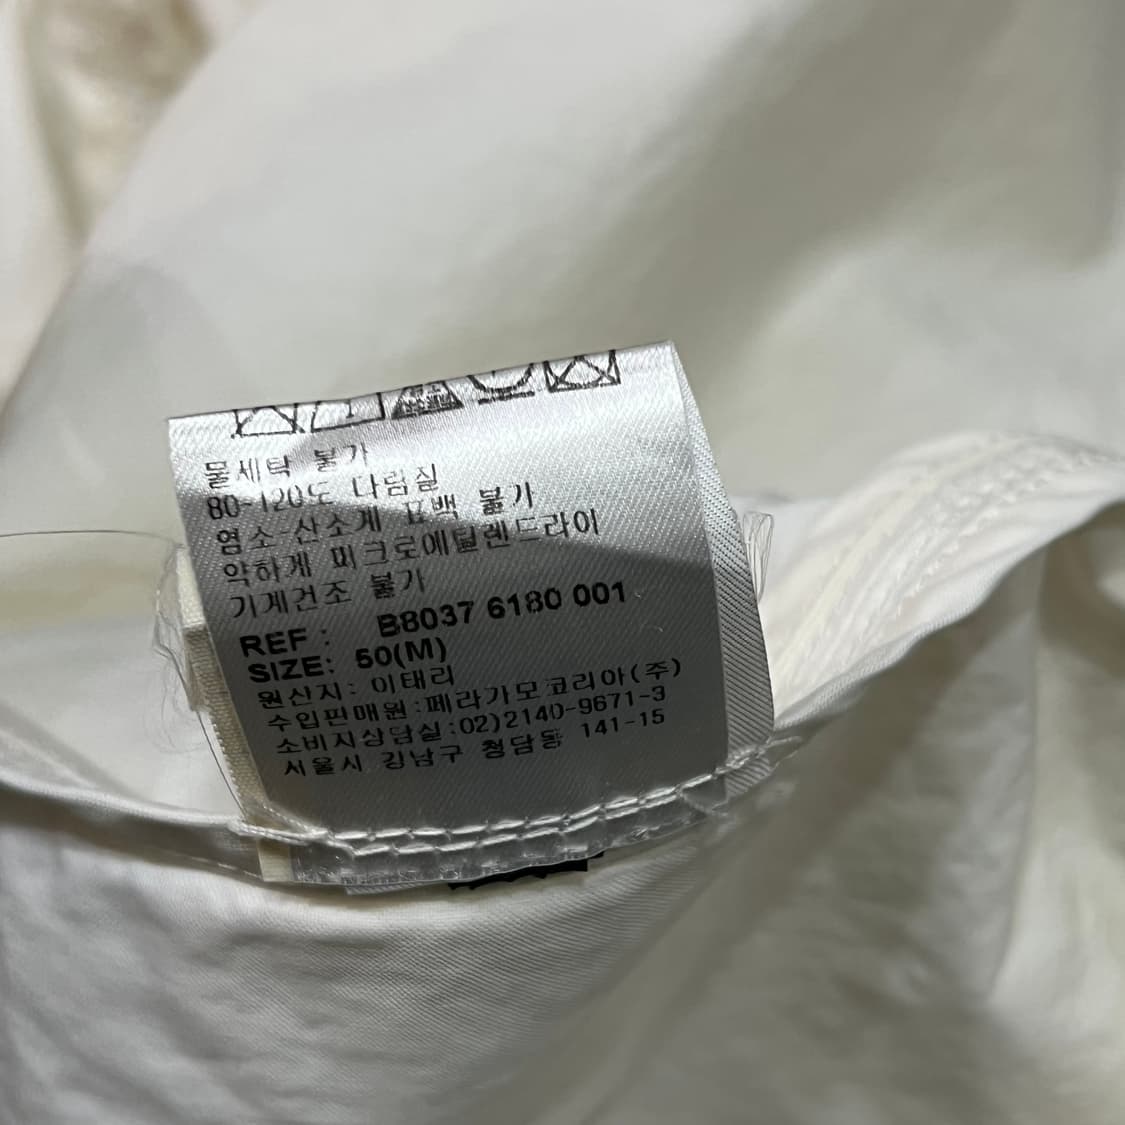 물세탁 불가
80-120도 다림질
염소-산소계 표백 불가
약하게 퍼크로에틸렌드라이
기계건조 불가
REF : B8037 6180 001
SIZE: 50(M)
원산지: 이태리
수입판매원:페라가모코리아(주)
소비자상담실:02)2140-9671-3
서울시 강남구 청담동 141-15